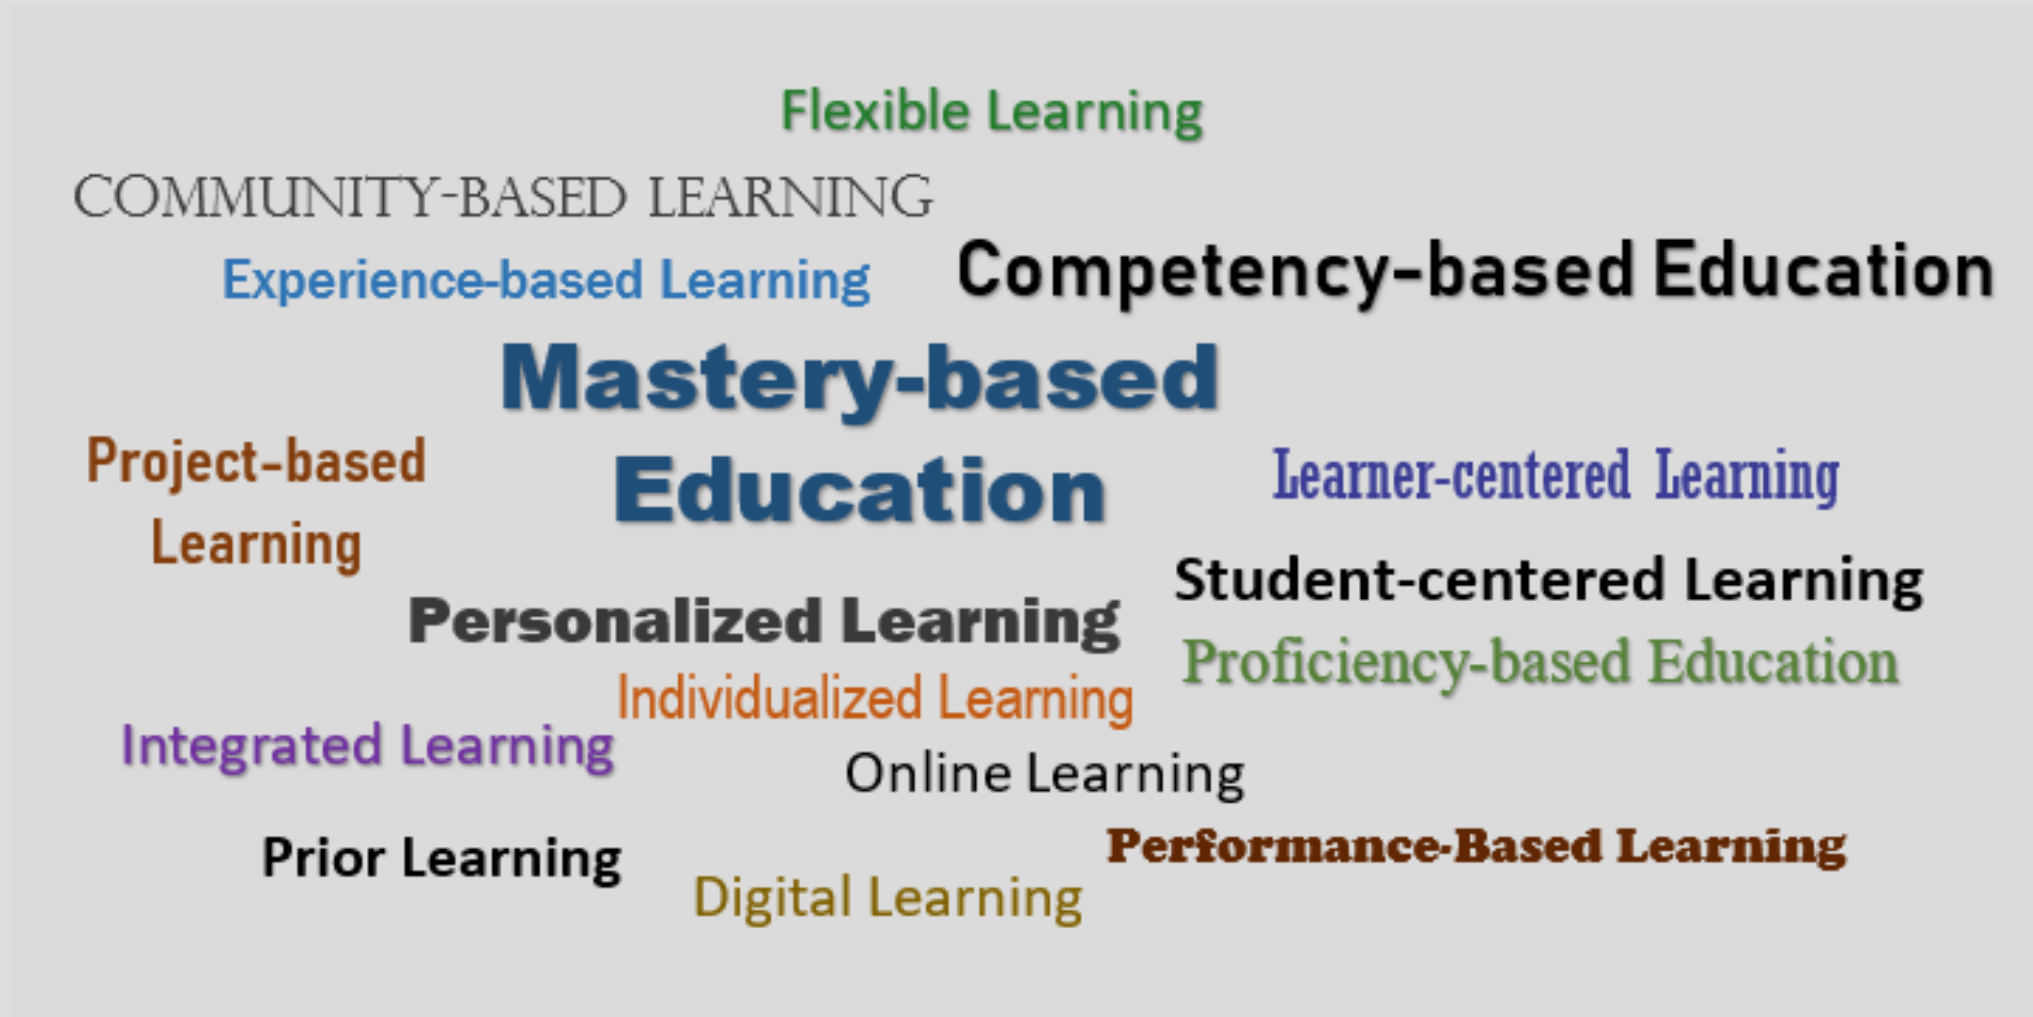 Flexible Learning
COMMUNITY-BASED LEARNING
Experience-based Learning
Competency-based Education
Mastery-based
Education
Project-based
Learning
Learner-centered Learning
Student-centered Learning
Personalized Learning
Proficiency-based Education
Individualized Learning
Integrated Learning
Online Learning
Prior Learning
Performance-Based Learning
Digital Learning